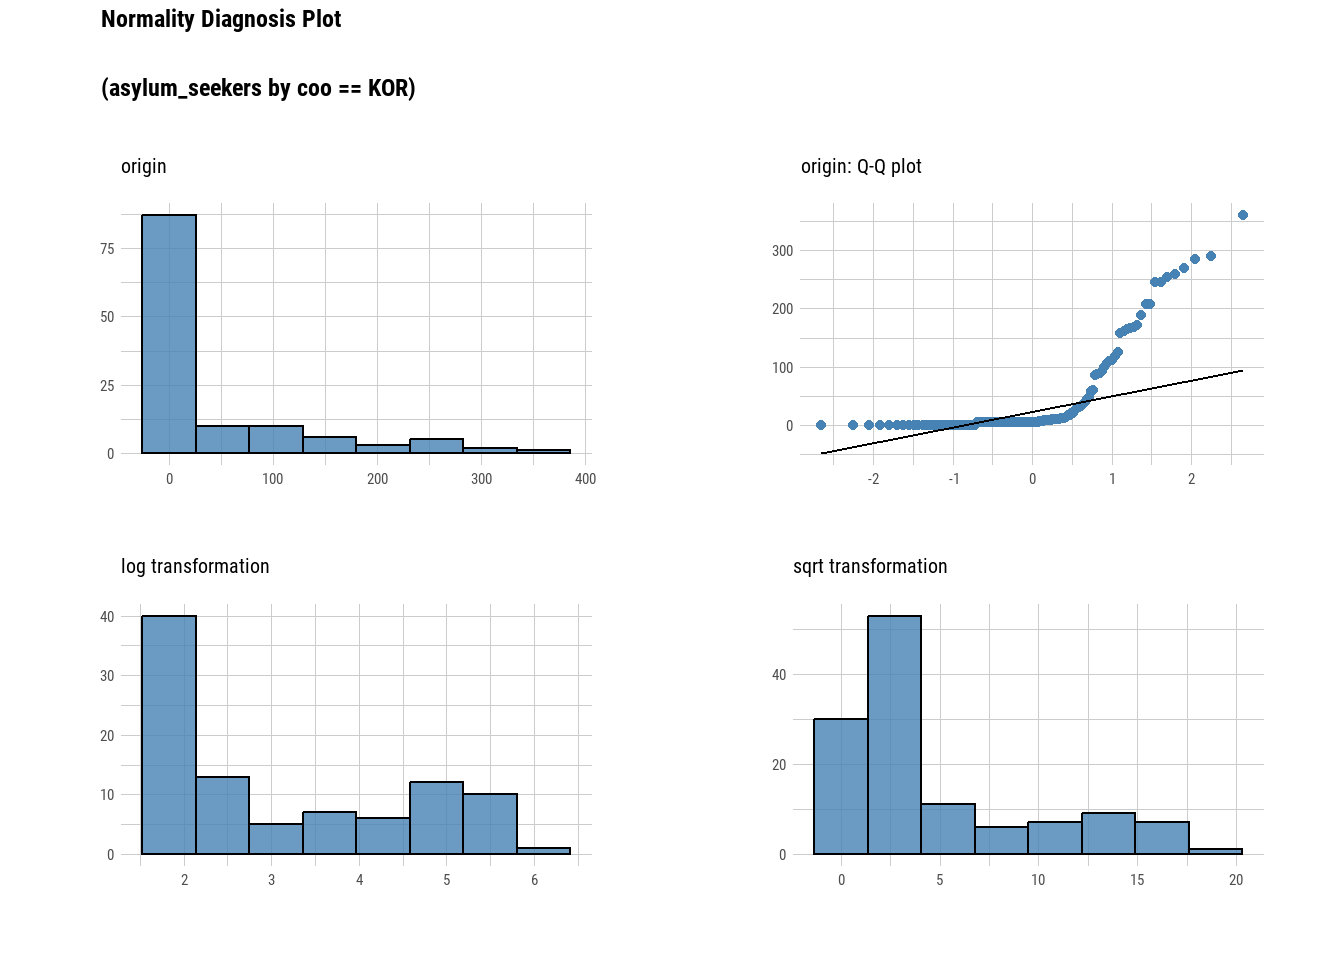 Normality Diagnosis Plot
(asylum_seekers by coo == KOR)
origin
75
50
25
0
0 100 200 300 400
origin: Q-Q plot
300
200
100
0
-2 -1 0 1 2
log transformation
40
30
20
10
0
2 3 4 5 6
sqrt transformation
40
20
0
0 5 10 15 20